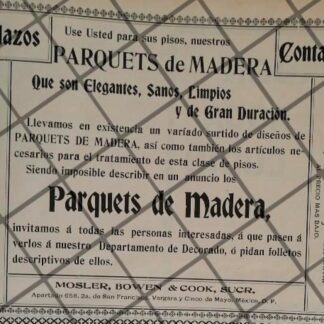 lazos
Use Usted para sus pisos, nuestros
Conta
PARQUETS de MADERA
Que son Elegantes, Sanos, Limpios
y de Gran Duración.
Llevamos en existencia un variado surtido de diseños de
PARQUETS DE MADERA, así como también los artículos ne-
cesarios para el tratamiento de esta clase de pisos.
Siendo imposible describir en un anuncio los
Parquets de Madera,
invitamos á todas las personas interesadas, á que pasen á
verlos á nuestro Departamento de Decorado, ó pidan folletos
descriptivos de ellos.
MOSLER, BOWEN & COOK, SUCR.
Apartado 658, 2a. de San Francisco, Vergara y Cinco de Mayo, México, D. F.
PRECIO MAS BAJO.